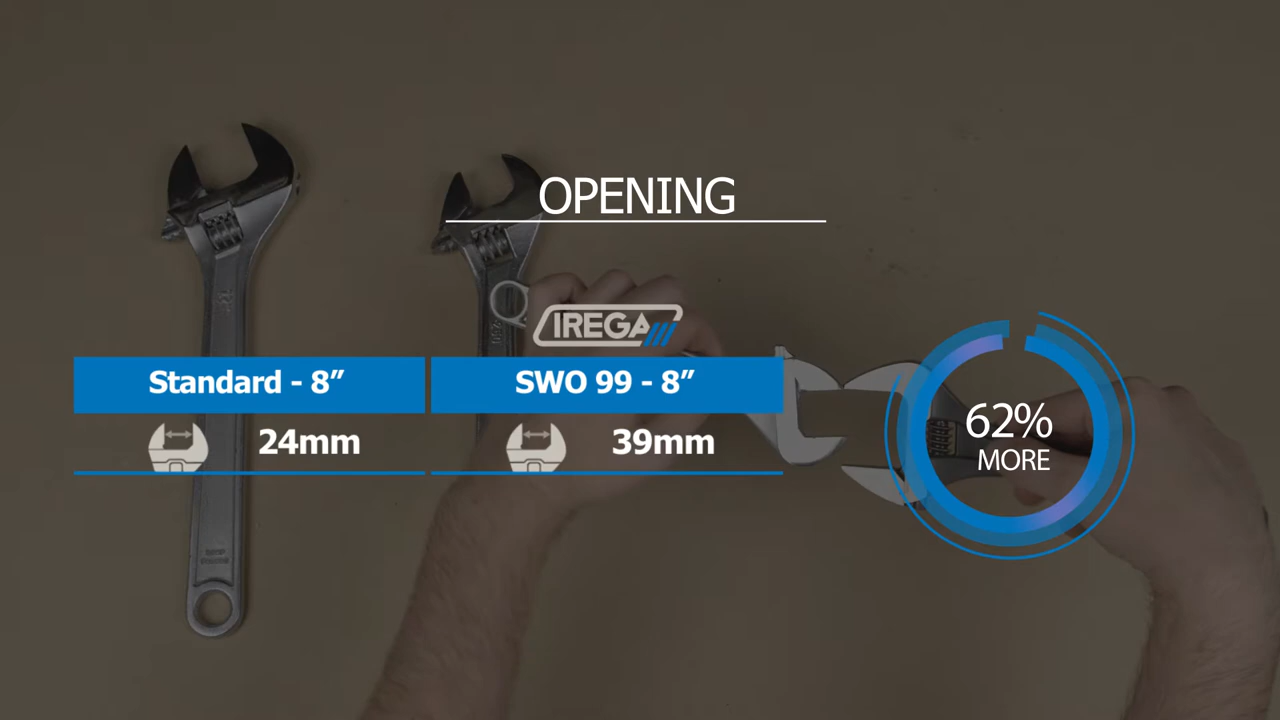 OPENING
IREGA
Standard - 8″
SWO 99 - 8″
24mm
39mm
62%
MORE